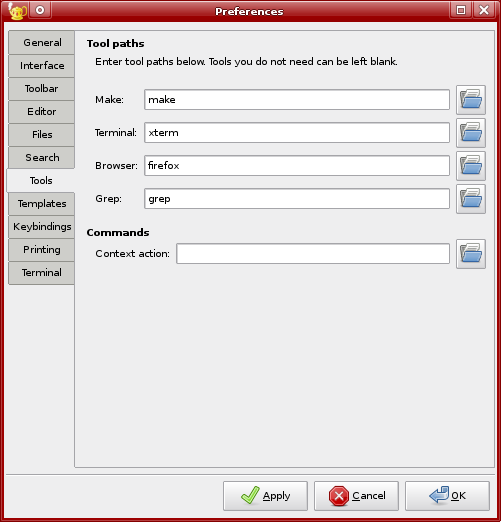 Preferences
General
Interface
Toolbar
Editor
Files
Search
Tools
Templates
Keybindings
Printing
Terminal
Tool paths
Enter tool paths below. Tools you do not need can be left blank.
Make: make
Terminal: xterm
Browser: firefox
Grep: grep
Commands
Context action:
Apply Cancel OK